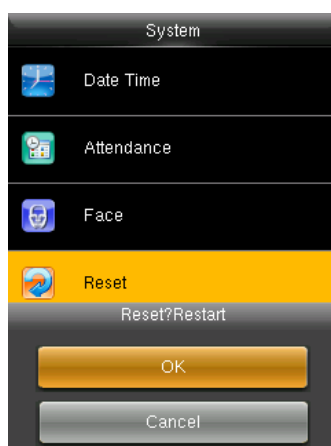 System
Date Time
Attendance
Face
Reset
Reset?Restart
OK
Cancel